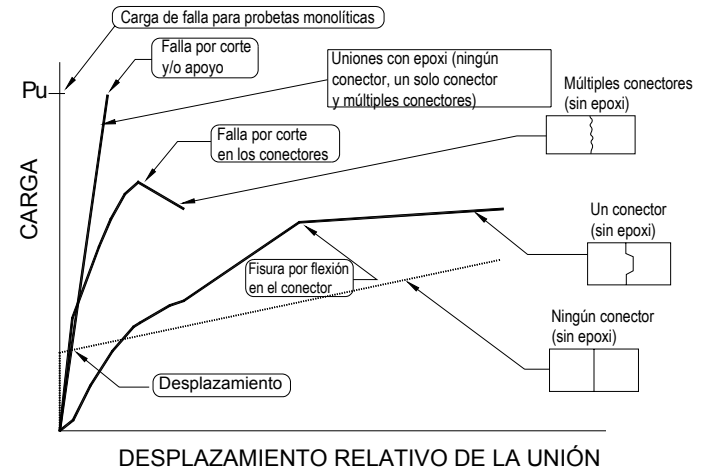 Carga de falla para probetas monolíticas
Falla por corte
y/o apoyo
Uniones con epoxi (ningún
conector, un solo conector
y múltiples conectores)
Múltiples conectores
(sin epoxi)
Pu
Falla por corte
en los conectores
CARGA
Un conector
(sin epoxi)
Fisura por flexión
en el conector
Ningún conector
(sin epoxi)
Desplazamiento
DESPLAZAMIENTO RELATIVO DE LA UNIÓN